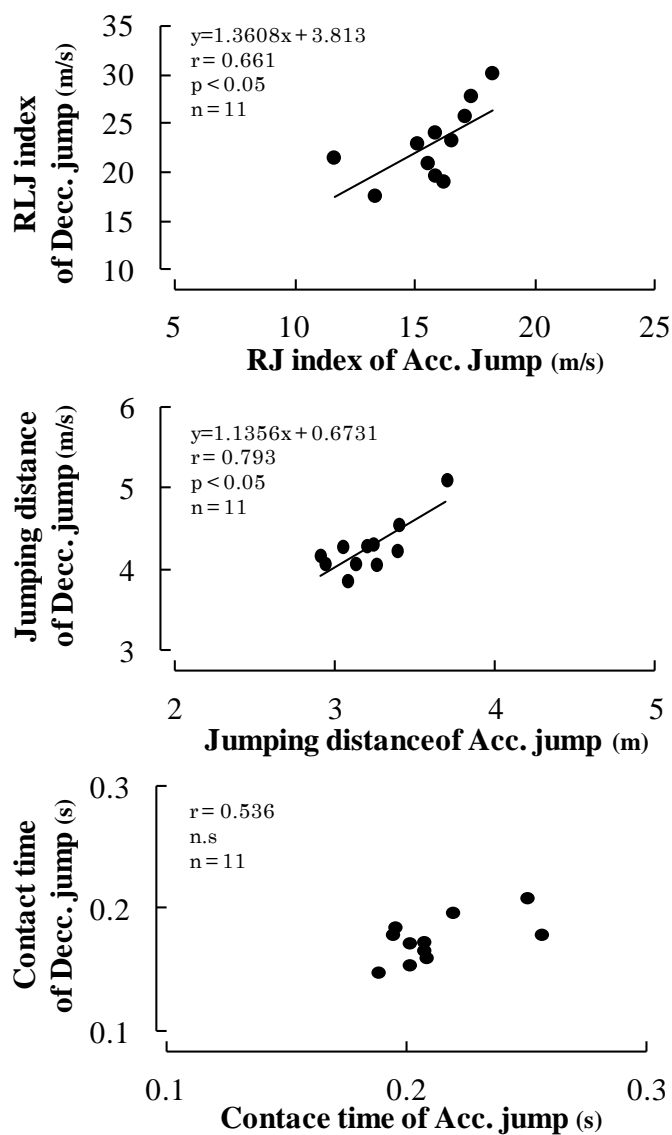 y=1.3608x+3.813
r = 0.661
p <0.05
n = 11
35
30
25
20
15
10
RLJ index
of Decc. jump (m/s)
5
10
15
20
25
RJ index of Acc. Jump (m/s)
y=1.1356x+0.6731
r = 0.793
p <0.05
n = 11
6
5
4
3
Jumping distance
of Decc. jump (m/s)
2
3
4
5
Jumping distanceof Acc. jump (m)
r = 0.536
n.s
n = 11
0.3
0.2
0.1
Contact time
of Decc. jump (s)
0.1
0.2
0.3
Contace time of Acc. jump (s)